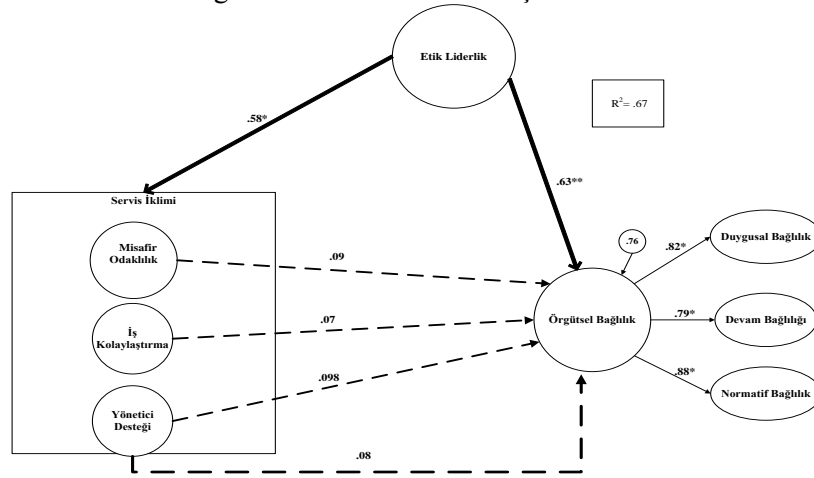 Etik Liderlik
R²= .67
.58*
.63**
Servis İklimi
Misafir
Odaklılık
.09
.76
.82*
Duygusal Bağlılık
İş
Kolaylaştırma
.07
Örgütsel Bağlılık
.79*
Devam Bağlılığı
.098
.88*
Normatif Bağlılık
Yönetici
Desteği
.08